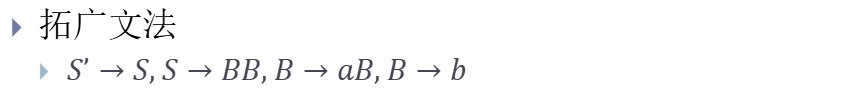 拓广文法
S’ → S, S → BB, B → aB, B → b